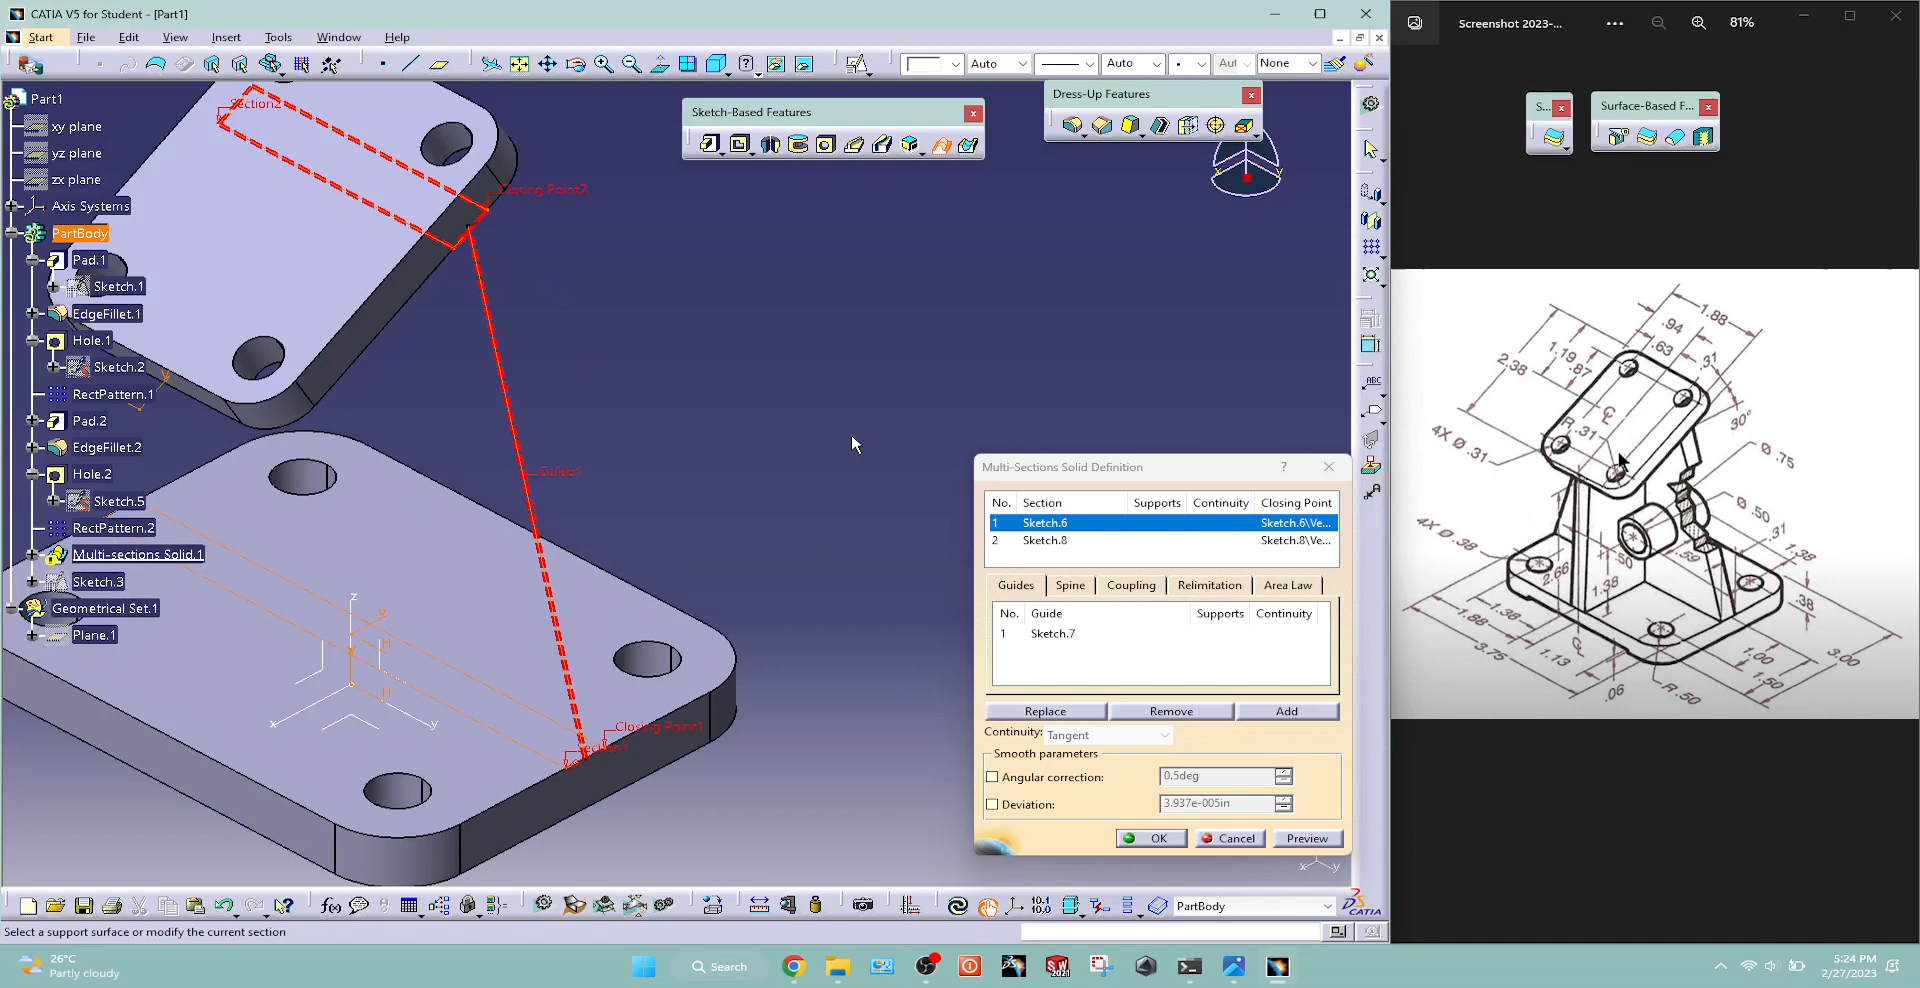 CATIA V5 for Student - [Part1]
Start File Edit View Insert Tools Window Help
Auto Auto Aut None
Part1
xy plane
yz plane
zx plane
Axis Systems
PartBody
Pad.1
Sketch.1
EdgeFillet.1
Hole.1
Sketch.2
RectPattern.1
Pad.2
EdgeFillet.2
Hole.2
Sketch.5
RectPattern.2
Multi-sections Solid.1
Sketch.3
Geometrical Set.1
Plane.1
Section2
Closing Point2
Guide1
Closing Point1
Section1
z
x
y
H
H
Sketch-Based Features
Dress-Up Features
Multi-Sections Solid Definition
?
No. Section Supports Continuity Closing Point
1 Sketch.6 Sketch.6\Ve...
2 Sketch.8 Sketch.8\Ve...
Guides Spine Coupling Relimitation Area Law
No. Guide Supports Continuity
1 Sketch.7
Replace Remove Add
Continuity: Tangent
Smooth parameters
Angular correction: 0.5deg
Deviation: 3.937e-005in
OK Cancel Preview
x y
ABC
f(x)
10.1
10.0
PartBody
CATIA
Select a support surface or modify the current section
Screenshot 2023-... 81%
S...
Surface-Based F...
1.88
.94
.63
.31
1.19
.87
2.38
30°
R.31
4X Ø.31
Ø.75
Ø.50
.31
1.38
.59
.50
4X Ø.38
2.66
1.38
.38
1.38
1.88
3.75
1.13
1.00
1.50
3.00
.06
R.50
26°C
Partly cloudy
Search
SW
2021
5:24 PM
2/27/2023